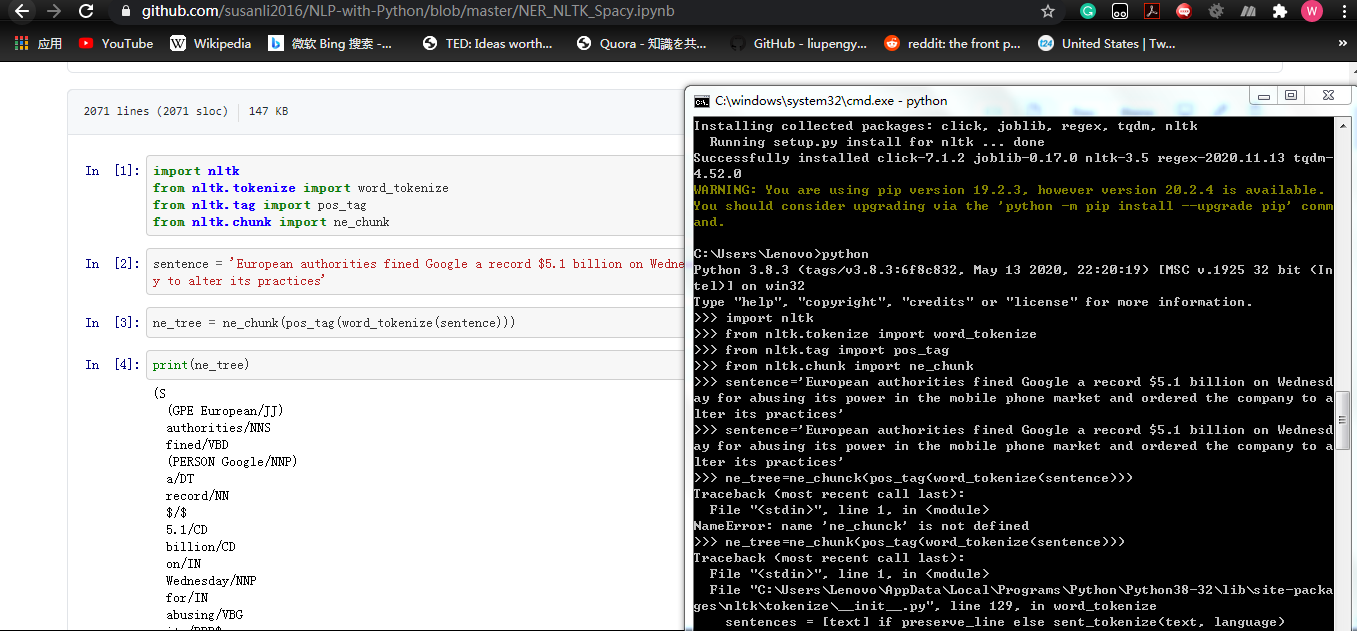 github.com/susanli2016/NLP-with-Python/blob/master/NER_NLTK_Spacy.ipynb
W
应用
YouTube
W Wikipedia
微软 Bing 搜索 -...
TED: Ideas worth...
Quora - 知識を共...
GitHub - liupengy...
reddit: the front p...
124 United States | Tw...
»
2071 lines (2071 sloc)
147 KB
In [1]:
import nltk
from nltk.tokenize import word_tokenize
from nltk.tag import pos_tag
from nltk.chunk import ne_chunk
In [2]:
sentence = 'European authorities fined Google a record $5.1 billion on Wedne
y to alter its practices'
In [3]:
ne_tree = ne_chunk(pos_tag(word_tokenize(sentence)))
In [4]:
print(ne_tree)
(S
(GPE European/JJ)
authorities/NNS
fined/VBD
(PERSON Google/NNP)
a/DT
record/NN
$/$
5.1/CD
billion/CD
on/IN
Wednesday/NNP
for/IN
abusing/VBG
C:\windows\system32\cmd.exe - python
Installing collected packages: click, joblib, regex, tqdm, nltk
Running setup.py install for nltk ... done
Successfully installed click-7.1.2 joblib-0.17.0 nltk-3.5 regex-2020.11.13 tqdm-
4.52.0
WARNING: You are using pip version 19.2.3, however version 20.2.4 is available.
You should consider upgrading via the 'python -m pip install --upgrade pip' comm
and.
C:\Users\Lenovo>python
Python 3.8.3 (tags/v3.8.3:6f8c832, May 13 2020, 22:20:19) [MSC v.1925 32 bit (In
tel)] on win32
Type "help", "copyright", "credits" or "license" for more information.
>>> import nltk
>>> from nltk.tokenize import word_tokenize
>>> from nltk.tag import pos_tag
>>> from nltk.chunk import ne_chunk
>>> sentence='European authorities fined Google a record $5.1 billion on Wednesd
ay for abusing its power in the mobile phone market and ordered the company to a
lter its practices'
>>> sentence='European authorities fined Google a record $5.1 billion on Wednesd
ay for abusing its power in the mobile phone market and ordered the company to a
lter its practices'
>>> ne_tree=ne_chunck(pos_tag(word_tokenize(sentence)))
Traceback (most recent call last):
File "<stdin>", line 1, in <module>
NameError: name 'ne_chunck' is not defined
>>> ne_tree=ne_chunk(pos_tag(word_tokenize(sentence)))
Traceback (most recent call last):
File "<stdin>", line 1, in <module>
File "C:\Users\Lenovo\AppData\Local\Programs\Python\Python38-32\lib\site-packa
ges\nltk\tokenize\__init__.py", line 129, in word_tokenize
sentences = [text] if preserve_line else sent_tokenize(text, language)